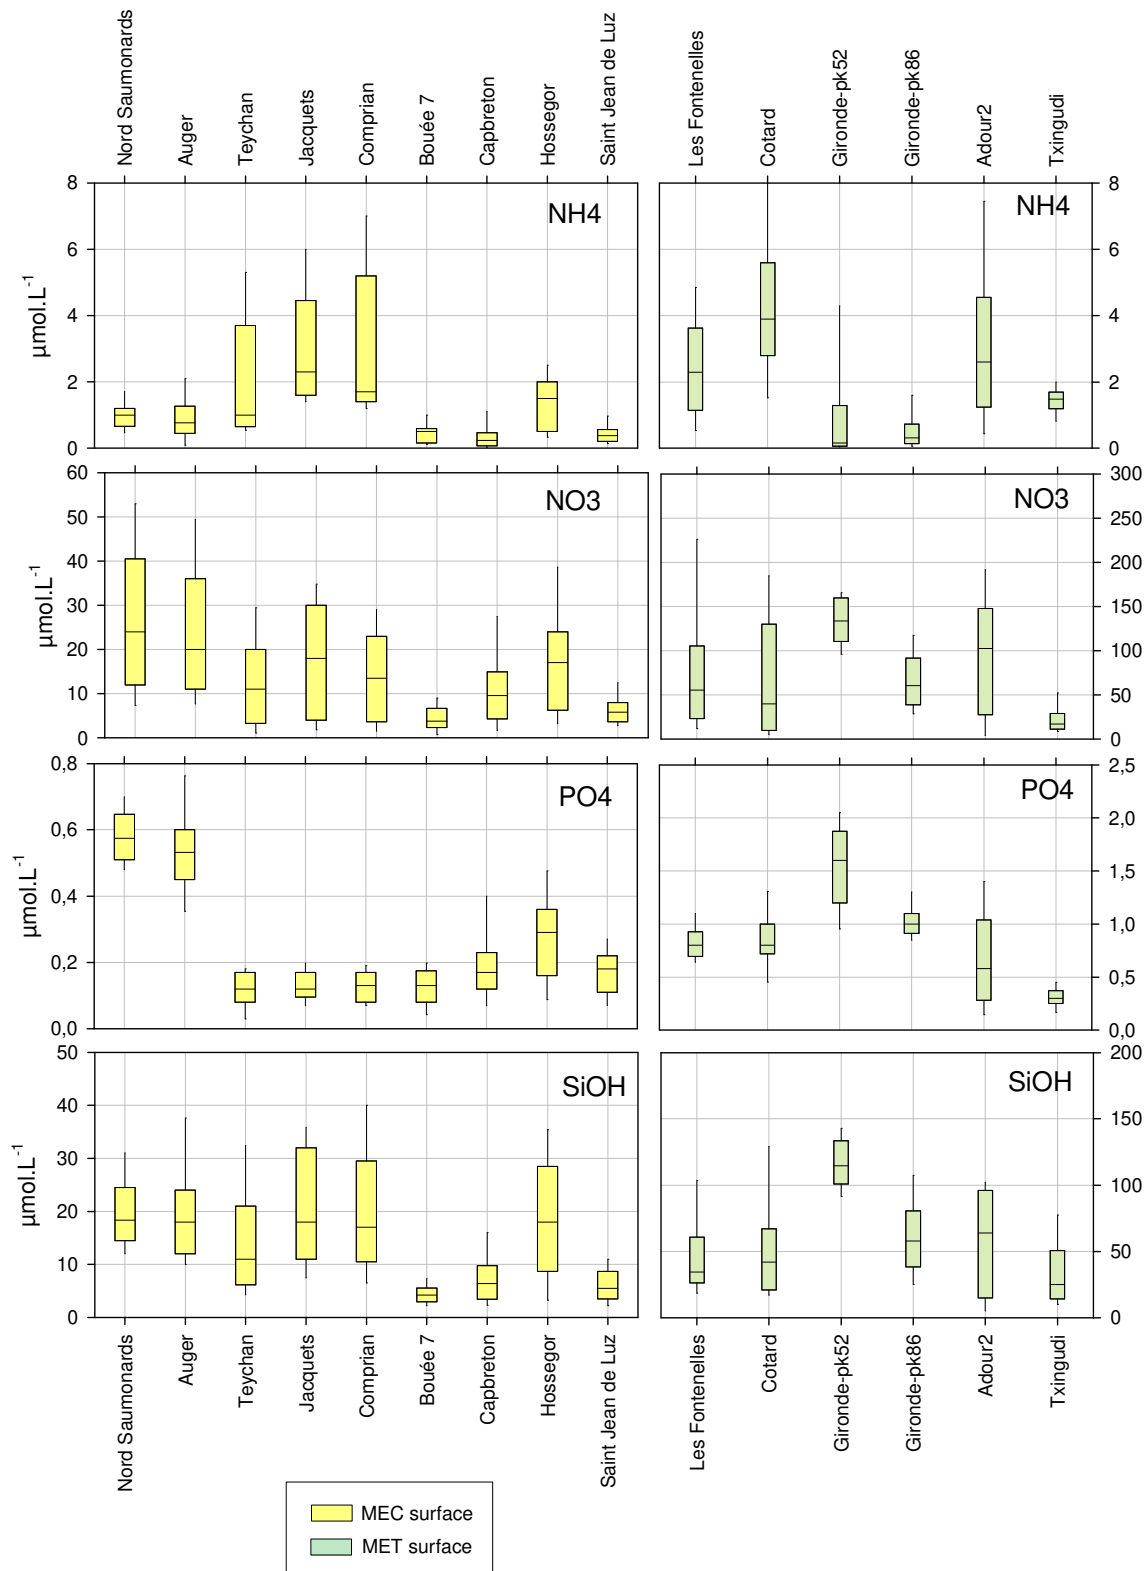 Nord Saumonards
Auger
Teychan
Jacquets
Comprian
Bouée 7
Capbreton
Hossegor
Saint Jean de Luz
Les Fontenelles
Cotard
Gironde-pk52
Gironde-pk86
Adour2
Txingudi
8
6
4
2
0
µmol.L⁻¹
NH4
NH4
8
6
4
2
0
60
50
40
30
20
10
0
µmol.L⁻¹
NO3
NO3
300
250
200
150
100
50
0
0,8
0,6
0,4
0,2
0,0
µmol.L⁻¹
PO4
PO4
2,5
2,0
1,5
1,0
0,5
0,0
50
40
30
20
10
0
µmol.L⁻¹
SiOH
SiOH
200
150
100
50
0
Nord Saumonards
Auger
Teychan
Jacquets
Comprian
Bouée 7
Capbreton
Hossegor
Saint Jean de Luz
Les Fontenelles
Cotard
Gironde-pk52
Gironde-pk86
Adour2
Txingudi
MEC surface
MET surface